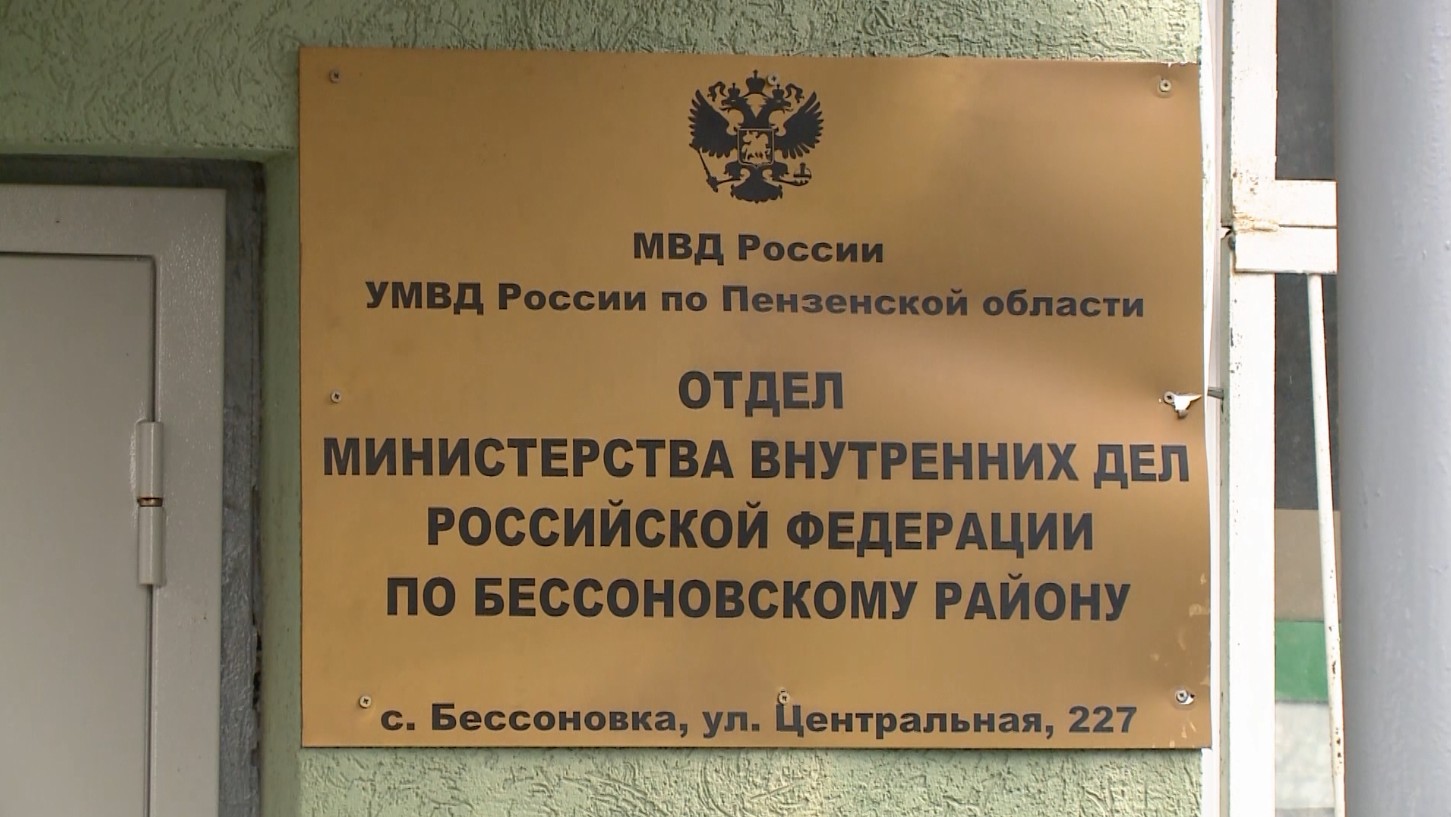 МВД России
УМВД России по Пензенской области
ОТДЕЛ
МИНИСТЕРСТВА ВНУТРЕННИХ ДЕЛ
РОССИЙСКОЙ ФЕДЕРАЦИИ
ПО БЕССОНОВСКОМУ РАЙОНУ
с. Бессоновка, ул. Центральная, 227